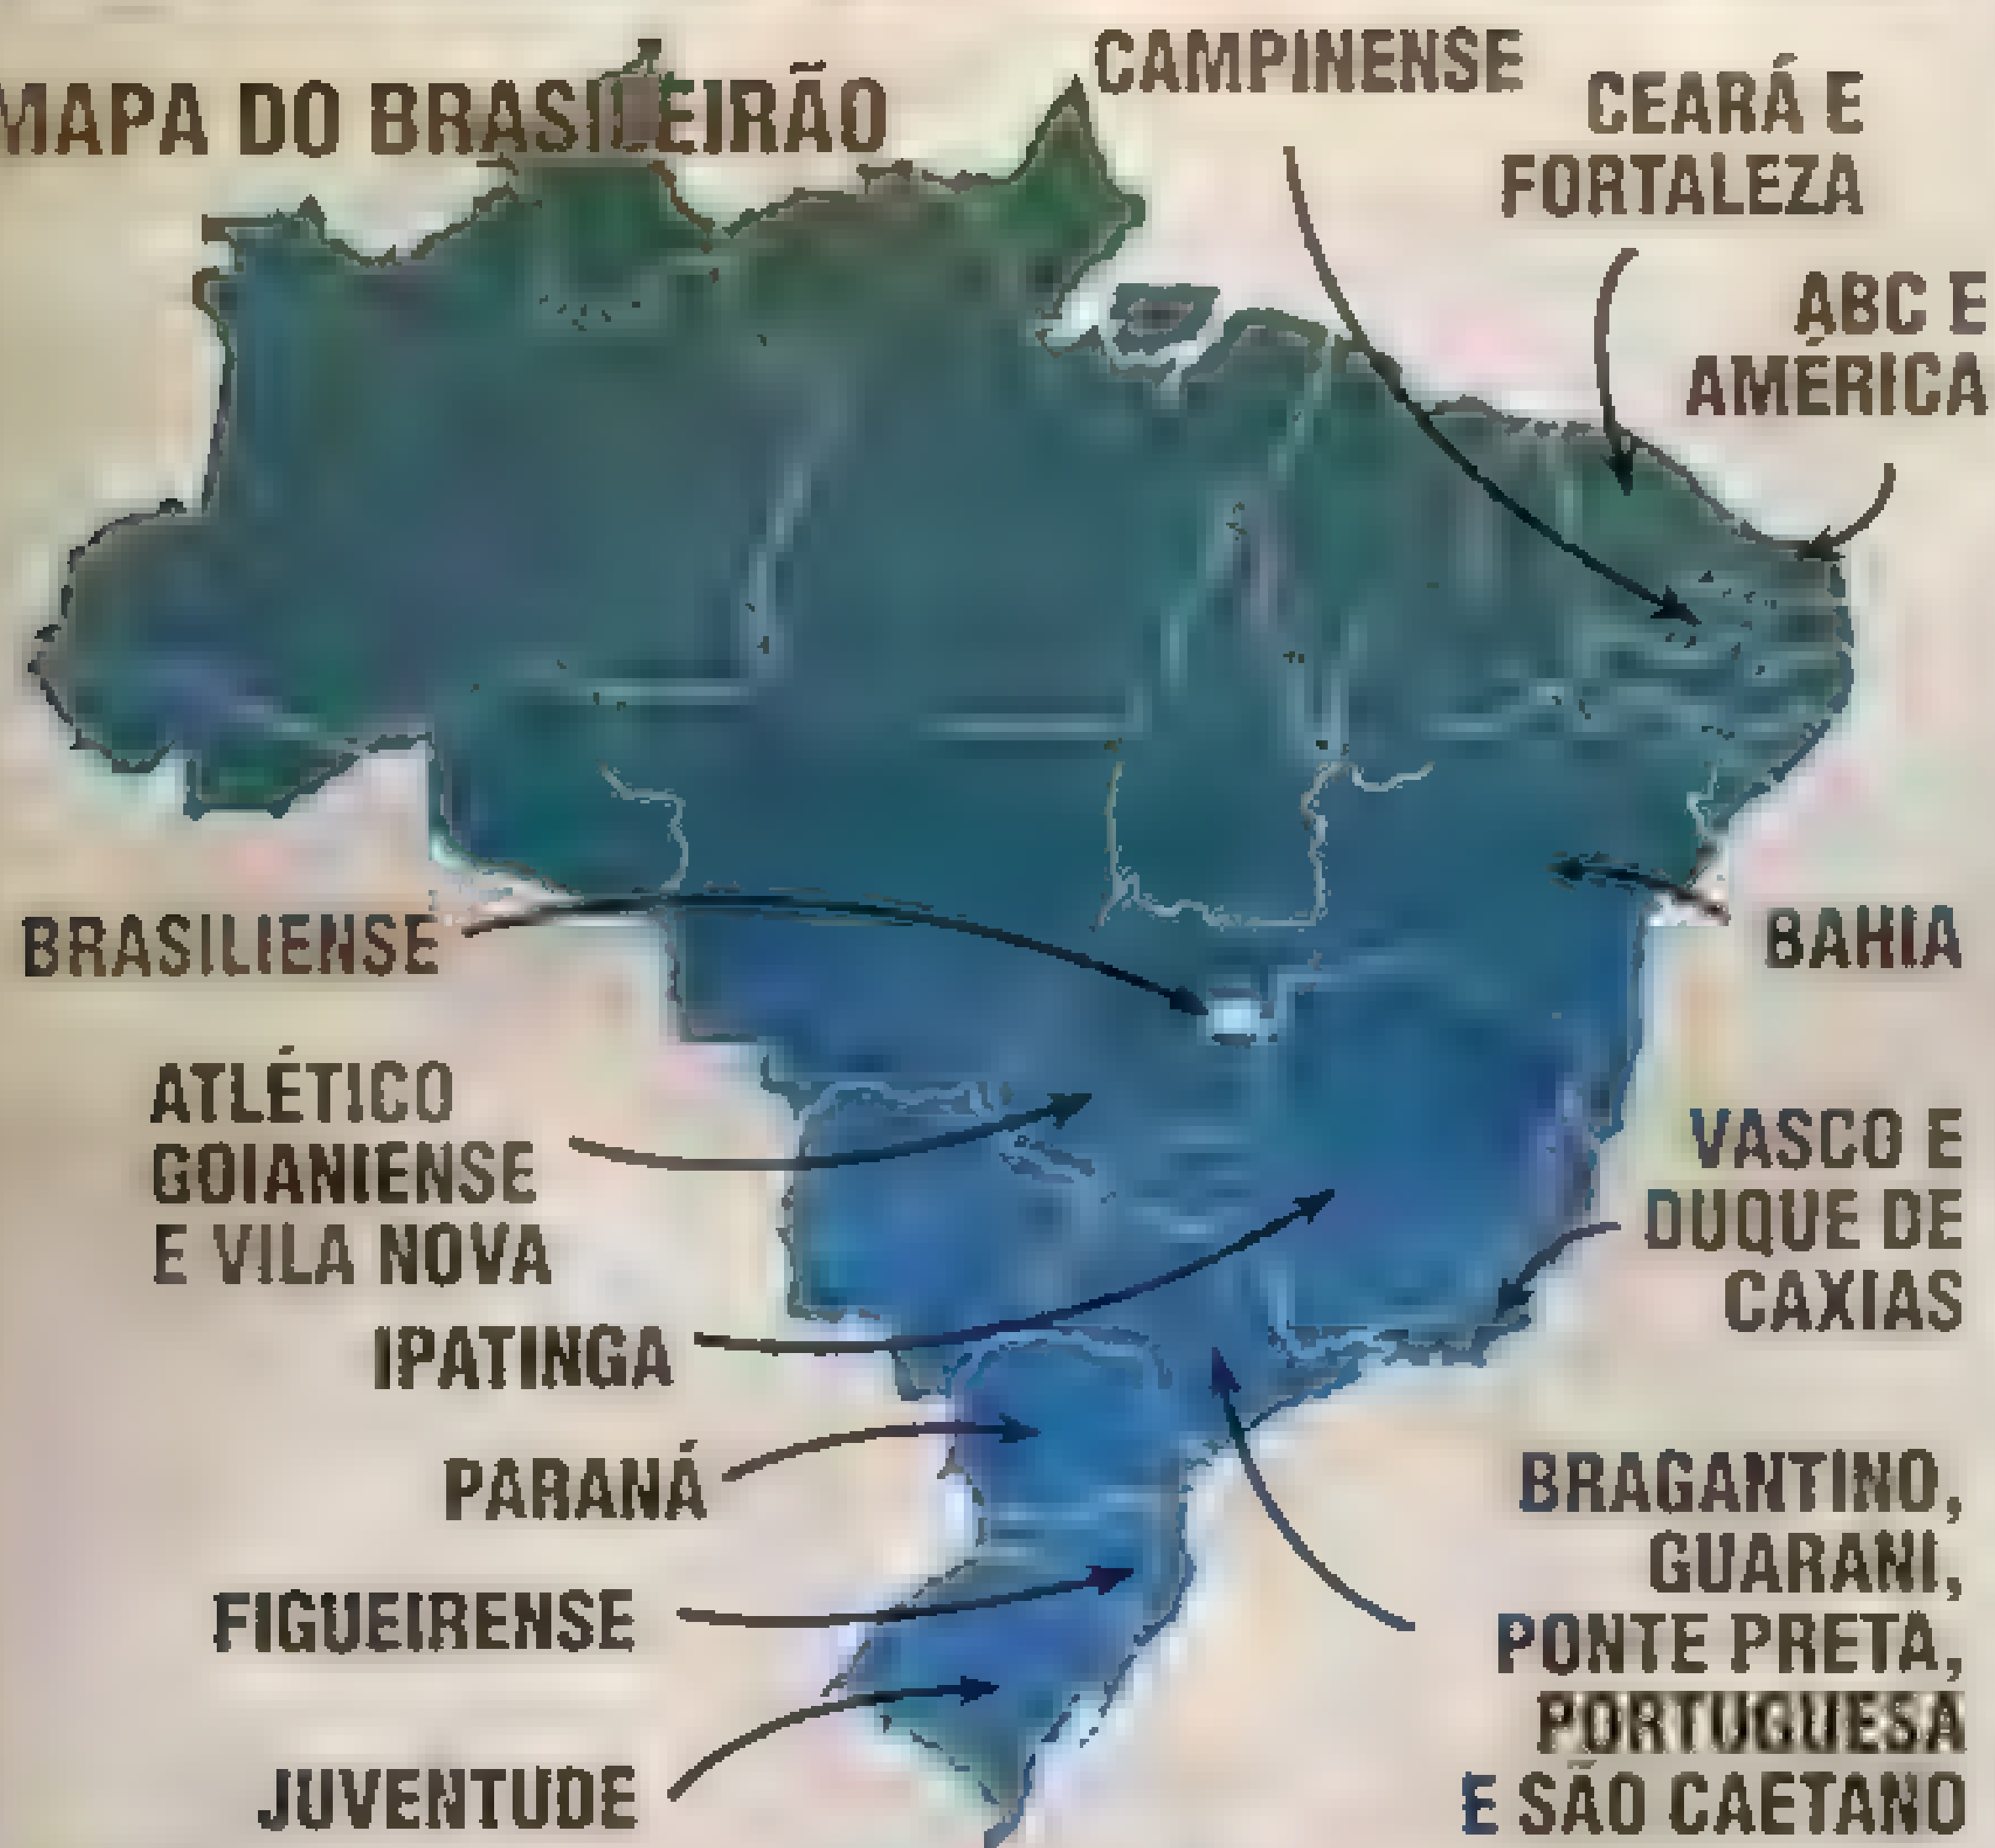 MAPA DO BRASILEIRÃO
CAMPINENSE
CEARÁ E
FORTALEZA
ABC E
AMÉRICA
BRASILIENSE
BAHIA
ATLÉTICO
GOIANIENSE
E VILA NOVA
VASCO E
DUQUE DE
CAXIAS
IPATINGA
PARANÁ
BRAGANTINO,
GUARANI,
PONTE PRETA,
PORTUGUESA
E SÃO CAETANO
FIGUEIRENSE
JUVENTUDE